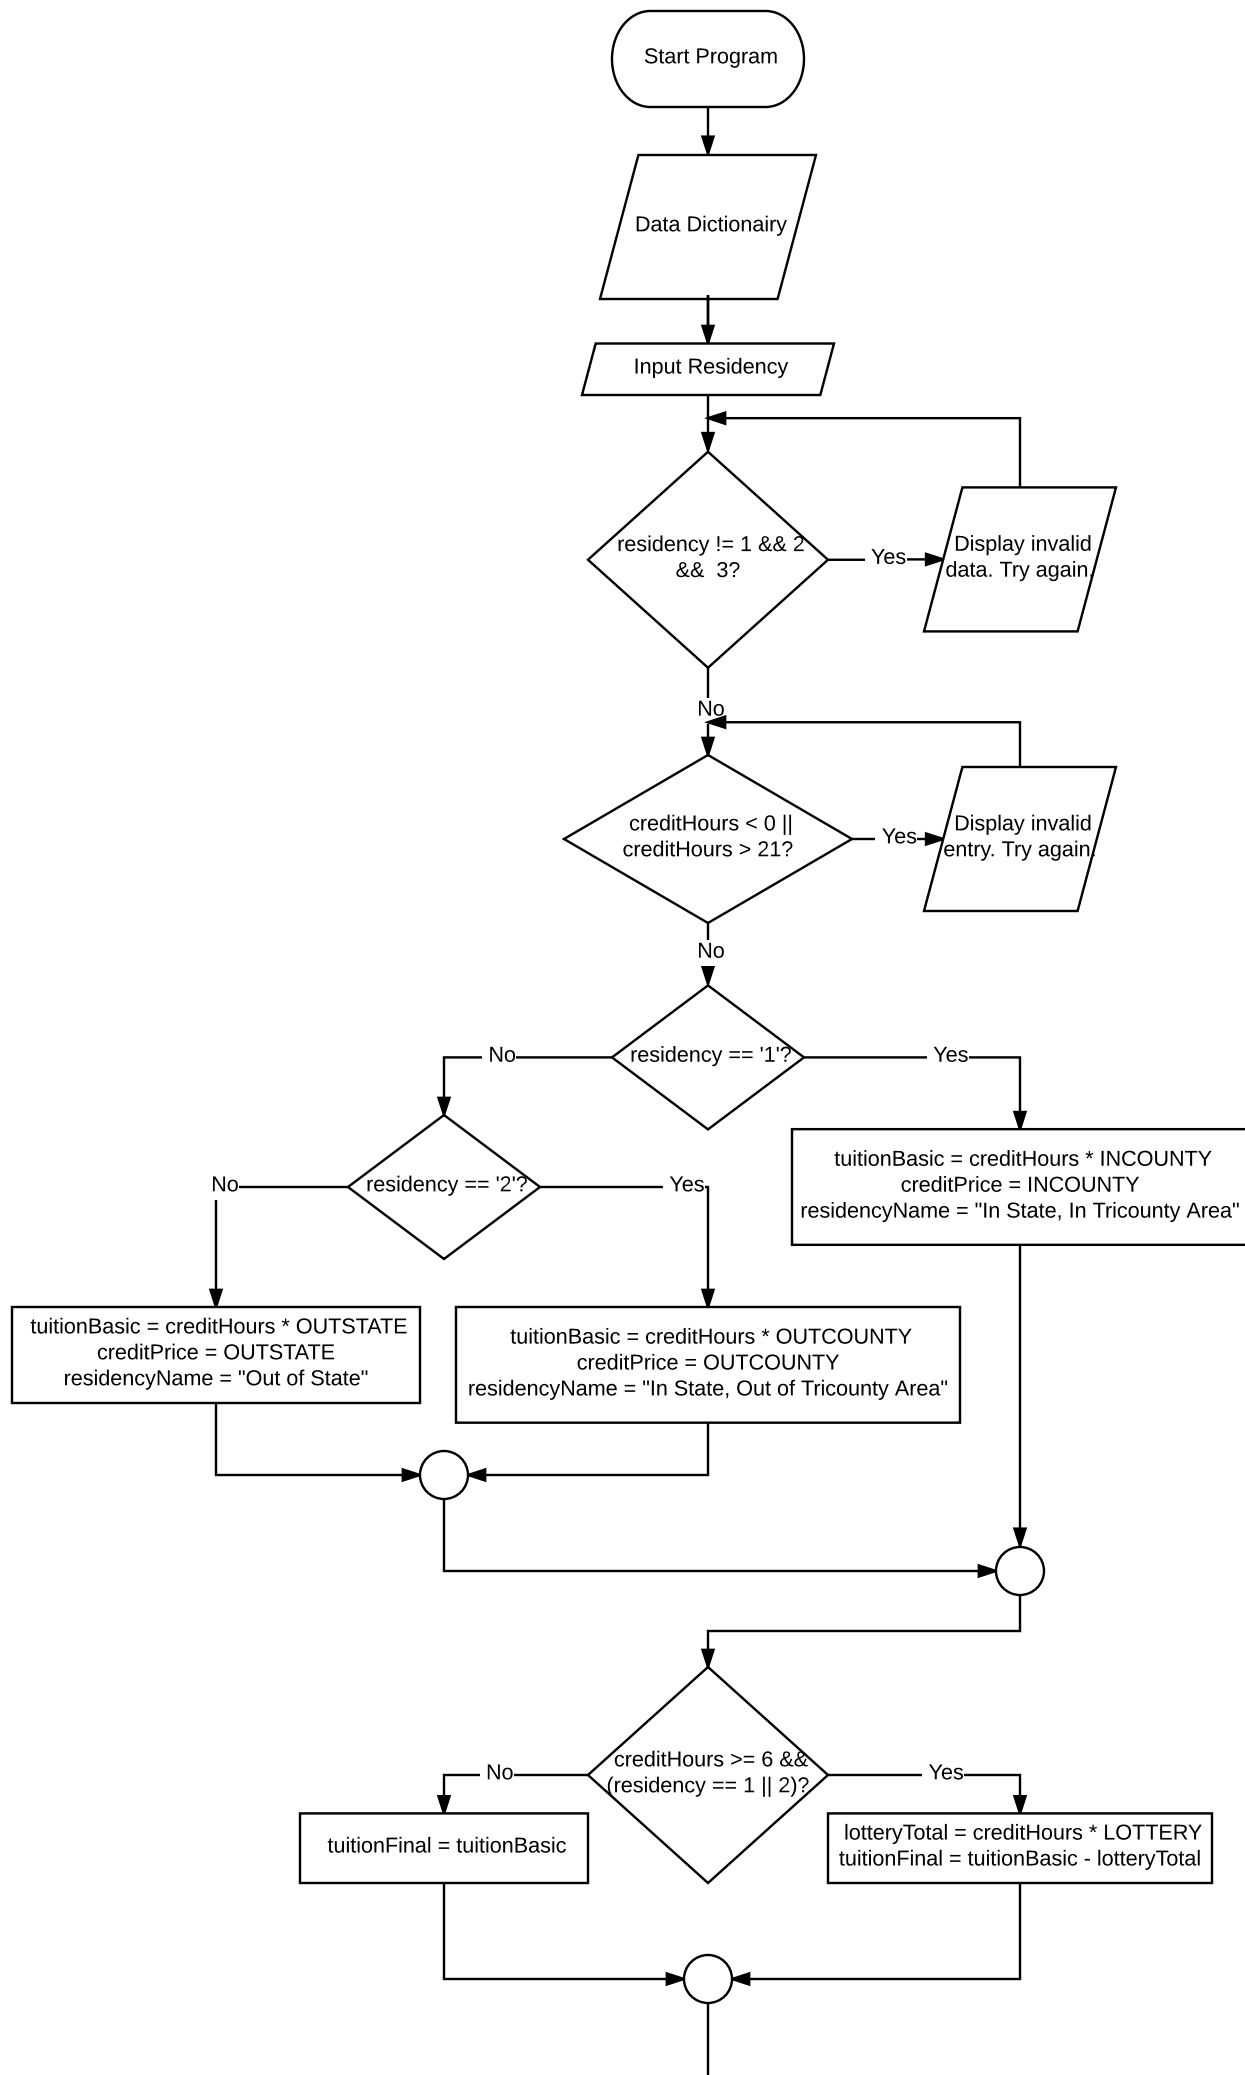 Start Program
Data Dictionairy
Input Residency
residency != 1 && 2
&& 3?
Yes
Display invalid
data. Try again.
No
creditHours < 0 ||
creditHours > 21?
Yes
Display invalid
entry. Try again.
No
residency == '1'?
No
Yes
residency == '2'?
No
Yes
tuitionBasic = creditHours * INCOUNTY
creditPrice = INCOUNTY
residencyName = "In State, In Tricounty Area"
tuitionBasic = creditHours * OUTSTATE
creditPrice = OUTSTATE
residencyName = "Out of State"
tuitionBasic = creditHours * OUTCOUNTY
creditPrice = OUTCOUNTY
residencyName = "In State, Out of Tricounty Area"
creditHours >= 6 &&
(residency == 1 || 2)?
No
Yes
tuitionFinal = tuitionBasic
lotteryTotal = creditHours * LOTTERY
tuitionFinal = tuitionBasic - lotteryTotal